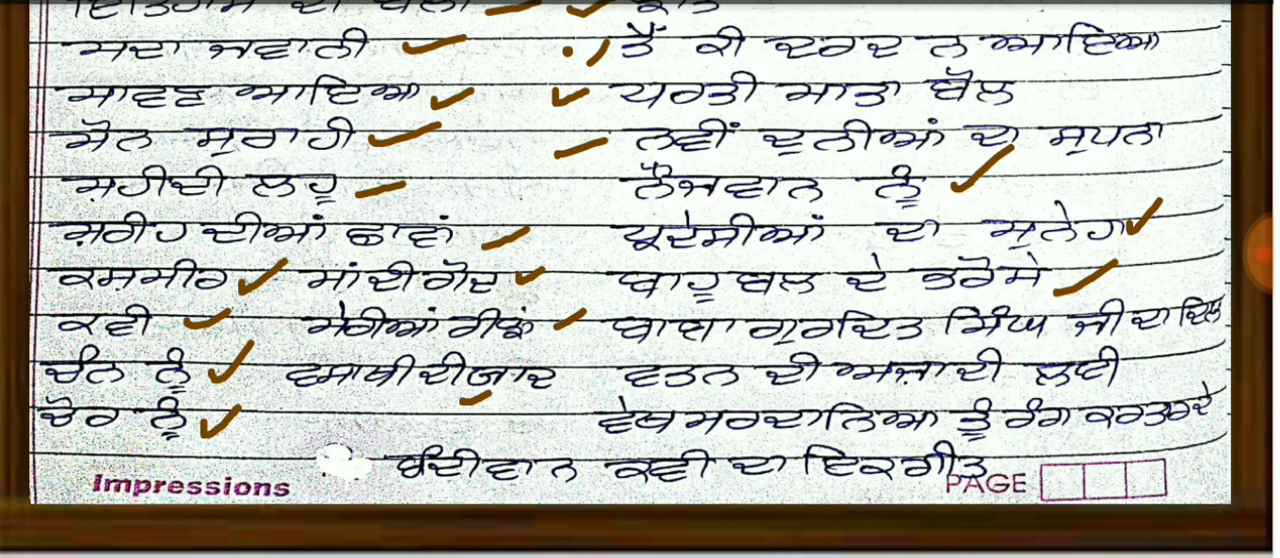 ਸਦਾ ਜਵਾਨੀ ਤੈਂ ਕੀ ਦਰਦ ਨ ਆਇਆ
ਸਾਵਣ ਆਇਆ ਧਰਤੀ ਮਾਤਾ ਬੋਲ
ਮੋਨ ਸੁਰਾਹੀ ਨਵੀਂ ਦੁਨੀਆਂ ਦਾ ਸੁਪਨਾ
ਸ਼ਹੀਦੀ ਲਹੂ ਨੌਜਵਾਨ ਨੂੰ
ਸ਼ਰੀਂਹ ਦੀਆਂ ਛਾਵਾਂ ਦਾ ਸੁਨੇਹਾ
ਕਸ਼ਮੀਰ ਮਾਂ ਦੀ ਗੋਦ ਬਾਹੂ ਬਲ ਦੇ ਭਰੋਸੇ
ਕਵੀ ਮੇਰੀਆਂ ਰੀਝਾਂ ਬਾਬਾ ਗੁਰਦਿਤ ਸਿੰਘ ਜੀ ਦਾ ਦਿਲ
ਚੰਨ ਨੂੰ ਦੀ ਯਾਦ ਵਤਨ ਦੀ ਅਜ਼ਾਦੀ ਲਈ
ਚੋਰ ਨੂੰ ਵੇਖ ਮਰਦਾਨਿਆ ਤੂੰ ਰੰਗ ਕਰਤਾਰ ਦੇ
ਬੰਦੀਵਾਨ ਕਵੀ ਦਾ ਇਕ ਗੀਤ
Impressions PAGE